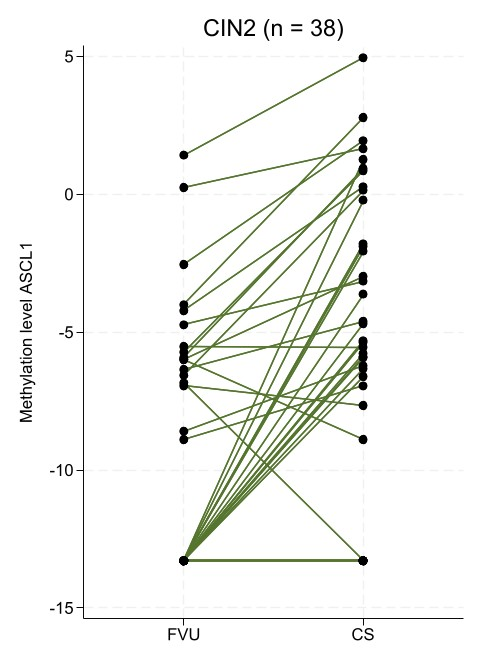 CIN2 (n = 38)
Methylation level ASCL1
5
0
-5
-10
-15
FVU
CS